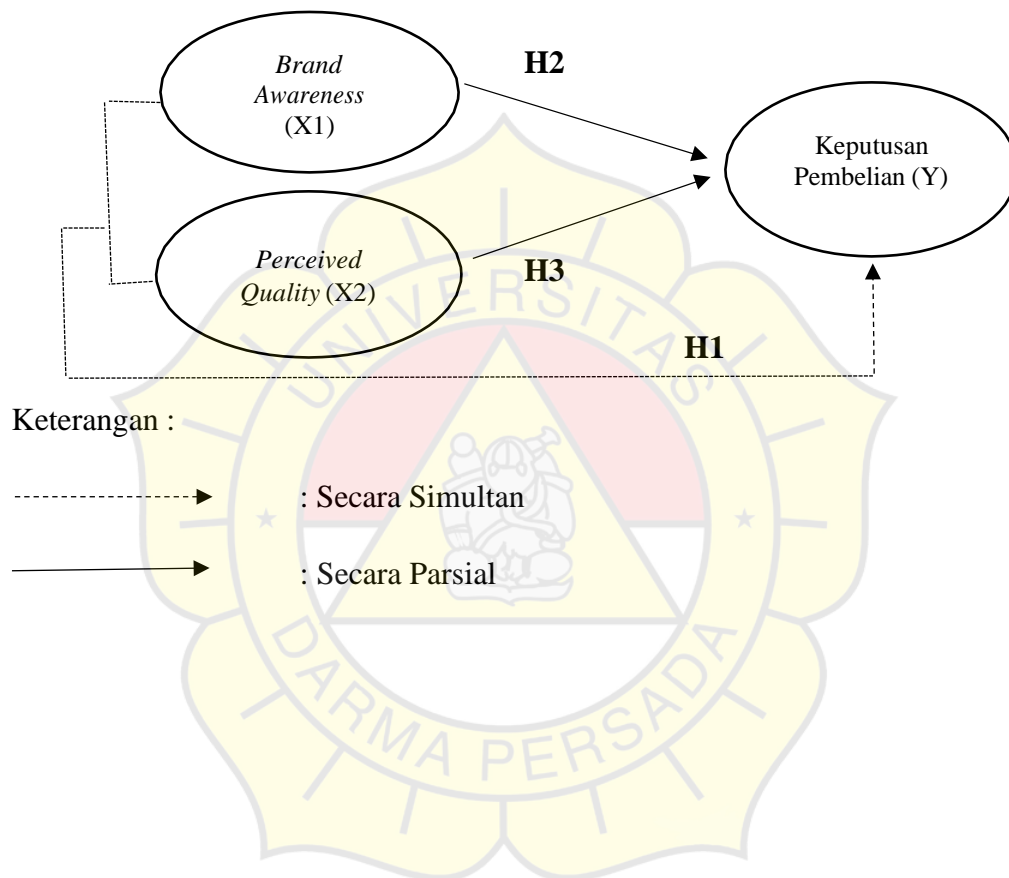 Brand
Awareness
(X1)
H2
Keputusan
Pembelian (Y)
Perceived
Quality (X2)
H3
H1
Keterangan :
: Secara Simultan
: Secara Parsial
UNIVERSITAS
DARMA PERSADA